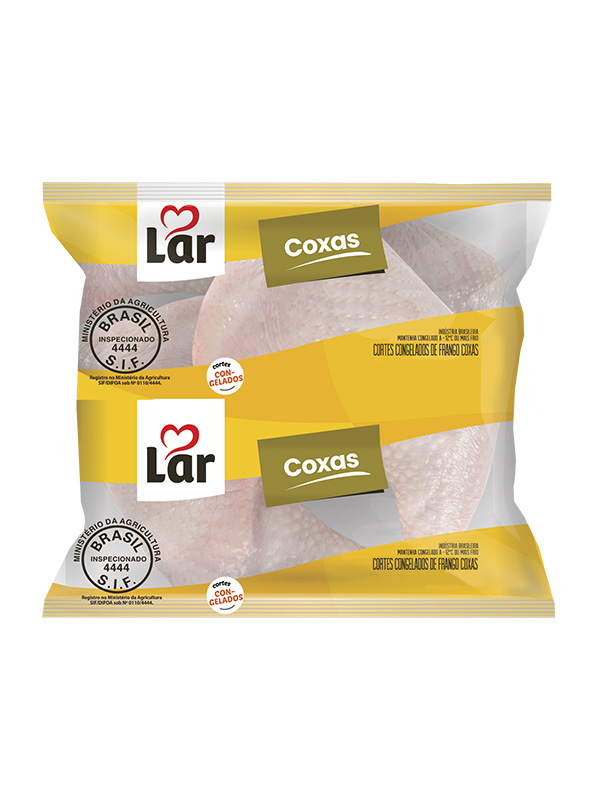 Lar
Coxas
MINISTÉRIO DA AGRICULTURA
BRASIL
INSPECIONADO
4444
S.I.F.
Registro no Ministério da Agricultura
SIF/DIPOA sob Nº 0110/4444.
cortes
CON-
GELADOS
INDÚSTRIA BRASILEIRA
MANTENHA CONGELADO A -12°C OU MAIS FRIO
CORTES CONGELADOS DE FRANGO COXAS
Lar
Coxas
MINISTÉRIO DA AGRICULTURA
BRASIL
INSPECIONADO
4444
S.I.F.
Registro no Ministério da Agricultura
SIF/DIPOA sob Nº 0110/4444.
cortes
CON-
GELADOS
INDÚSTRIA BRASILEIRA
MANTENHA CONGELADO A -12°C OU MAIS FRIO
CORTES CONGELADOS DE FRANGO COXAS